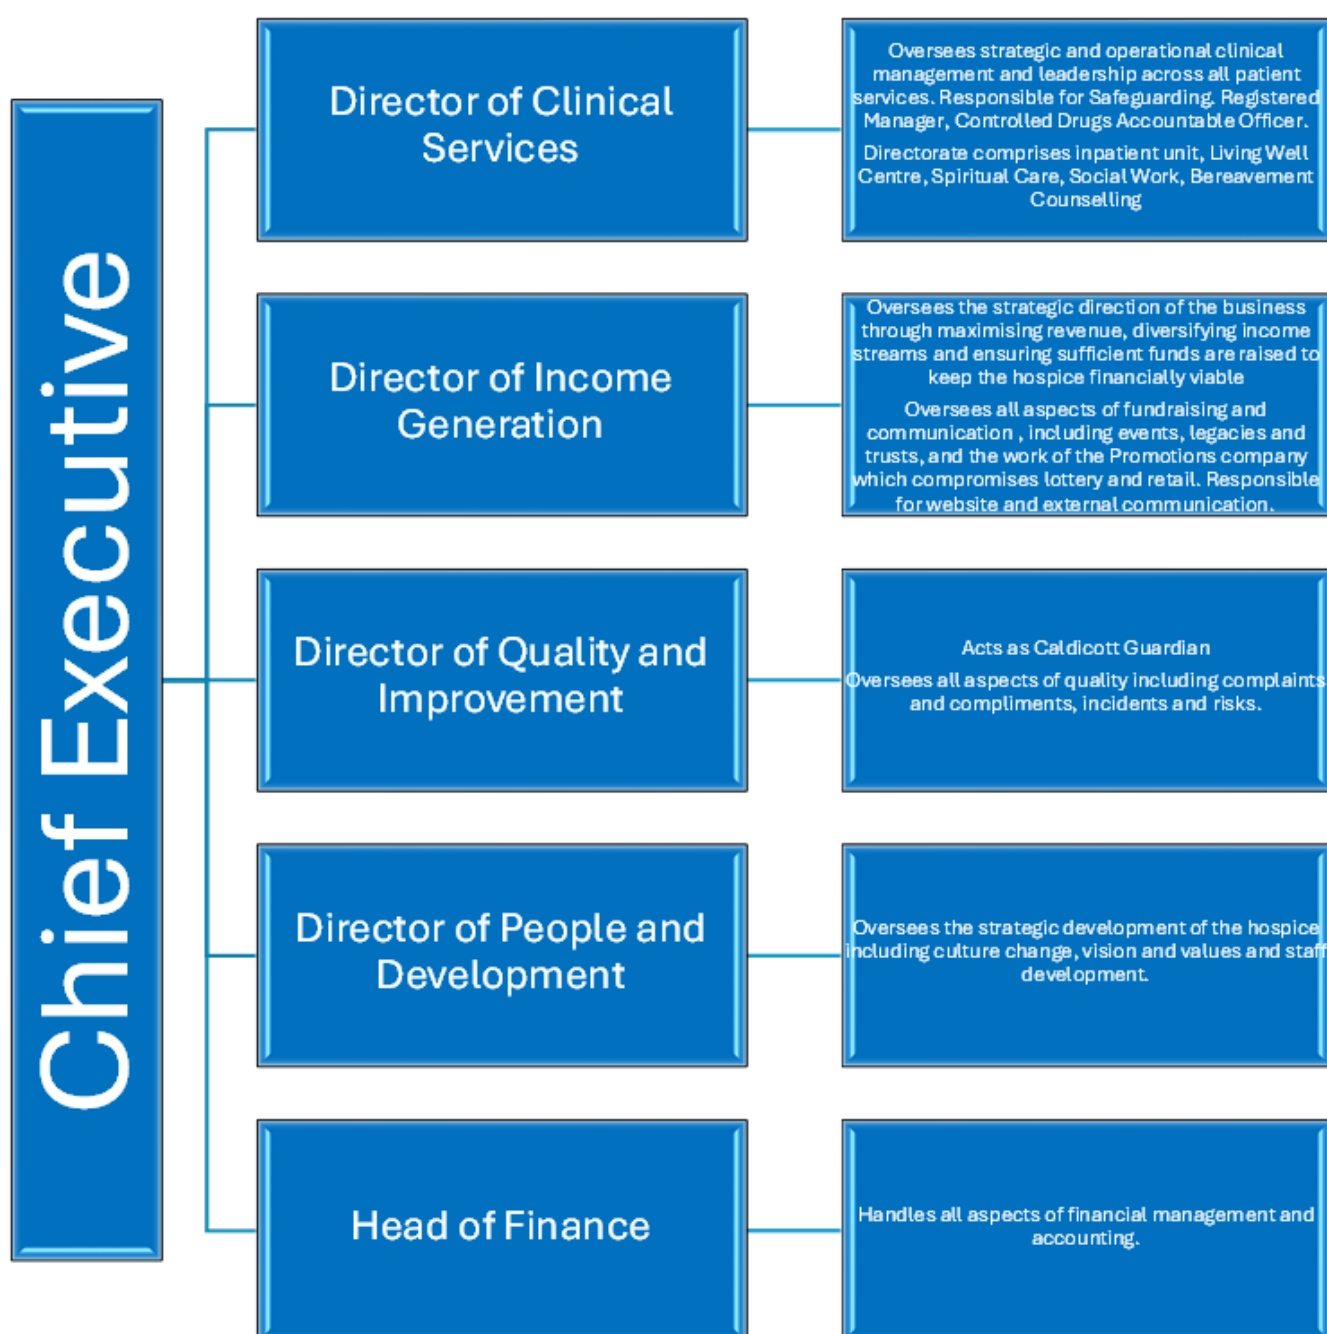 Chief Executive
Director of Clinical
Services
Oversees strategic and operational clinical
management and leadership across all patient
services. Responsible for Safeguarding. Registered
Manager, Controlled Drugs Accountable Officer.
Directorate comprises inpatient unit, Living Well
Centre, Spiritual Care, Social Work, Bereavement
Counselling
Director of Income
Generation
Oversees the strategic direction of the business
through maximising revenue, diversifying income
streams and ensuring sufficient funds are raised to
keep the hospice financially viable
Oversees all aspects of fundraising and
communication , including events, legacies and
trusts, and the work of the Promotions company
which compromises lottery and retail. Responsible
for website and external communication.
Director of Quality and
Improvement
Acts as Caldicott Guardian
Oversees all aspects of quality including complaints
and compliments, incidents and risks.
Director of People and
Development
Oversees the strategic development of the hospice
including culture change, vision and values and staff
development.
Head of Finance
Handles all aspects of financial management and
accounting.